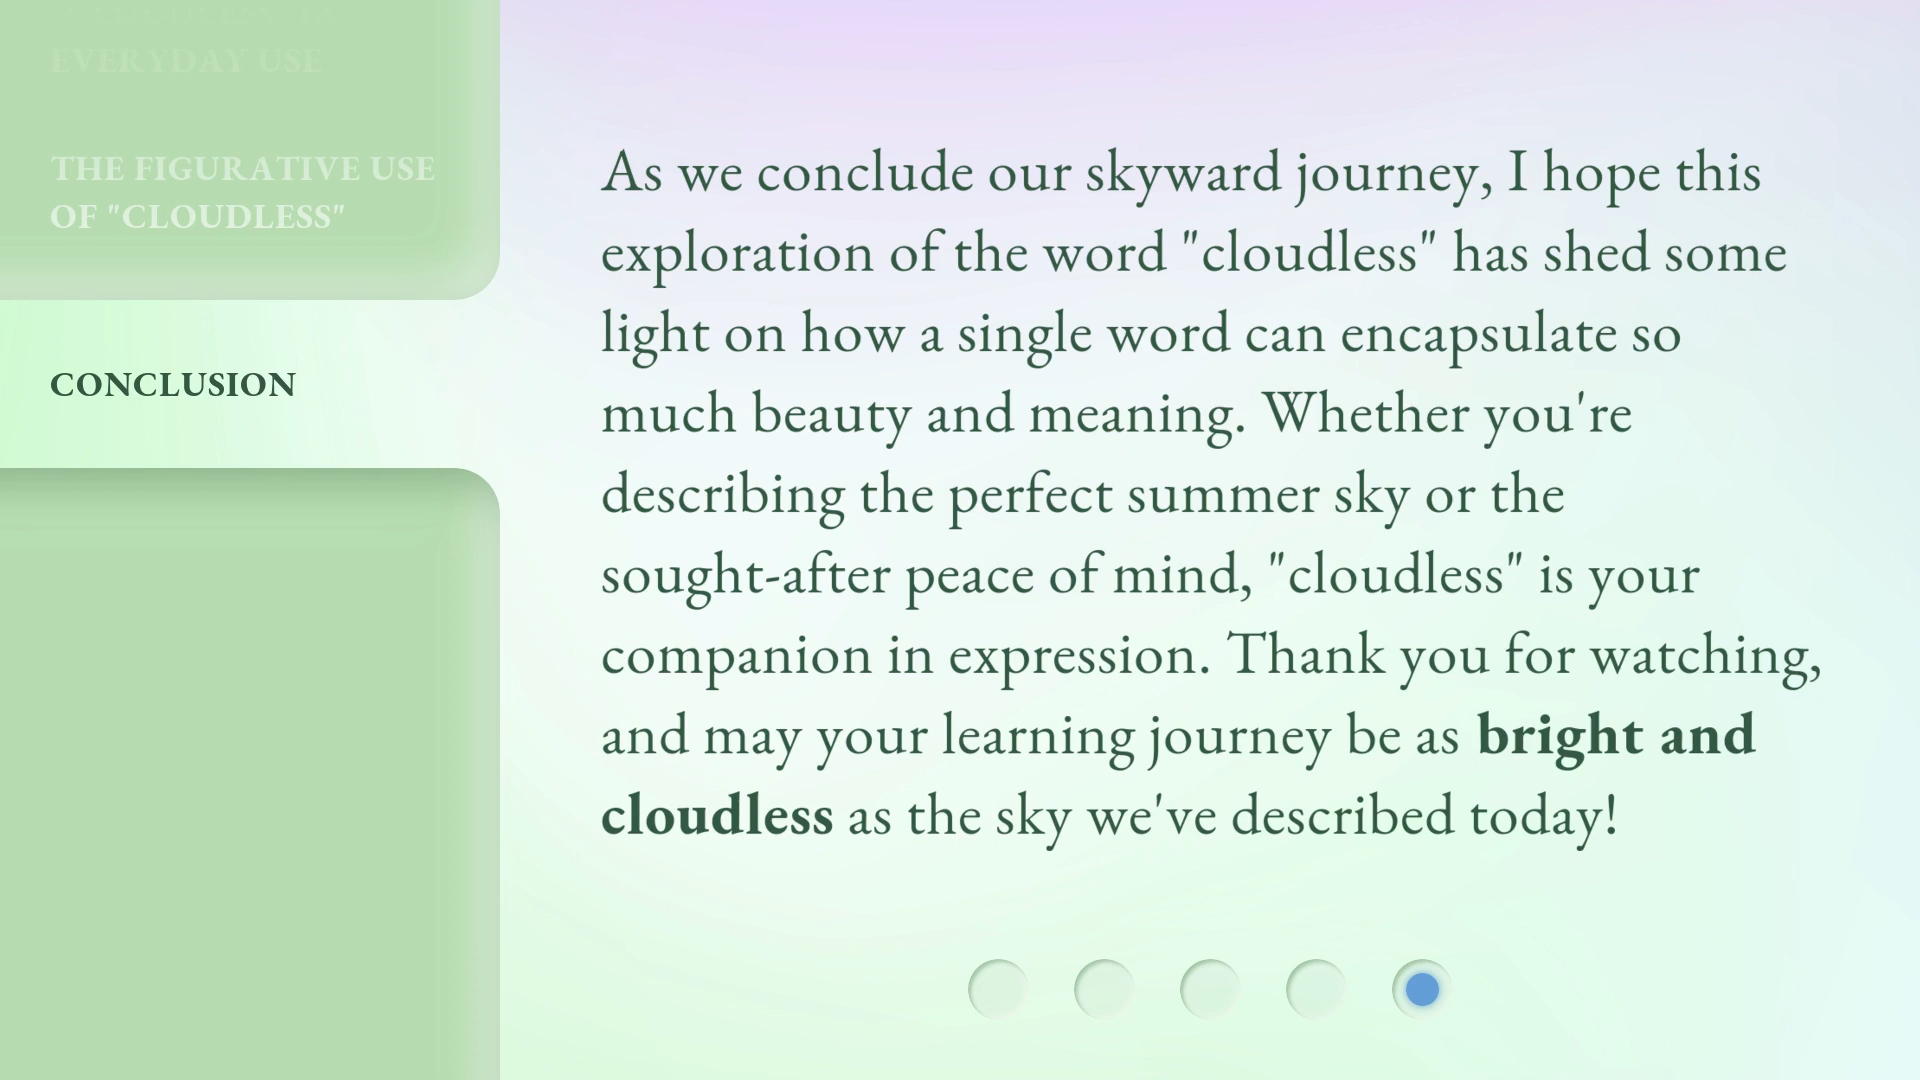 EVERYDAY USE
THE FIGURATIVE USE
OF "CLOUDLESS"
CONCLUSION
As we conclude our skyward journey, I hope this
exploration of the word "cloudless" has shed some
light on how a single word can encapsulate so
much beauty and meaning. Whether you're
describing the perfect summer sky or the
sought-after peace of mind, "cloudless" is your
companion in expression. Thank you for watching,
and may your learning journey be as bright and
cloudless as the sky we've described today!